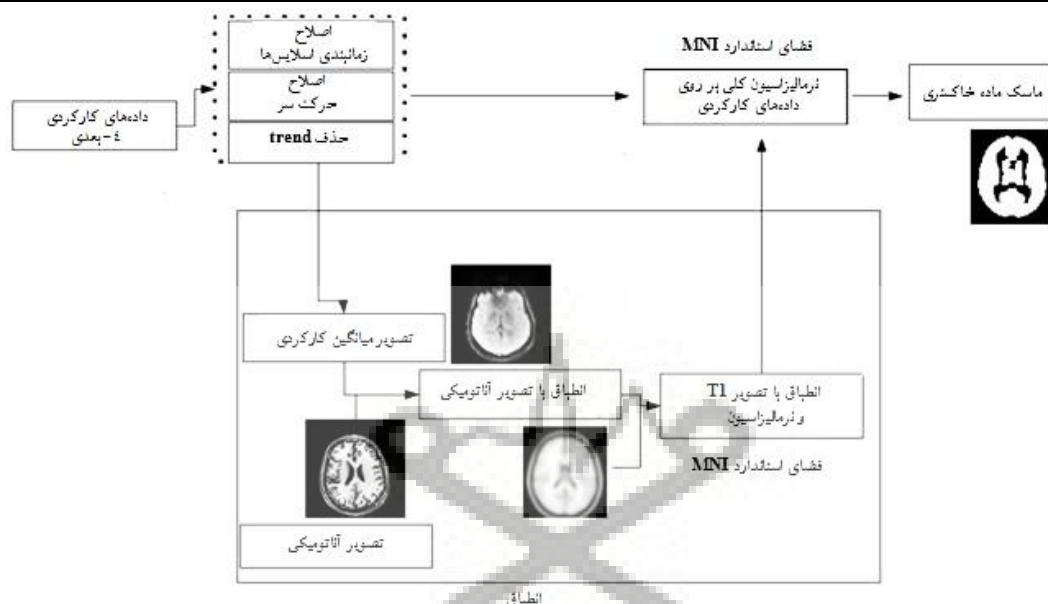 اصلاح
زمانبندی اسلایس‌ها
اصلاح
حرکت سر
حذف trend
داده‌های کارکردی
٤-بعدی
فضای استاندارد MNI
نرمالیزاسیون کلی بر روی
داده‌های کارکردی
ماسک ماده خاکستری
تصویر میانگین کارکردی
انطباق با تصویر آناتومیکی
انطباق با تصویر T1
و نرمالیزاسیون
فضای استاندارد MNI
تصویر آناتومیکی
انطباق